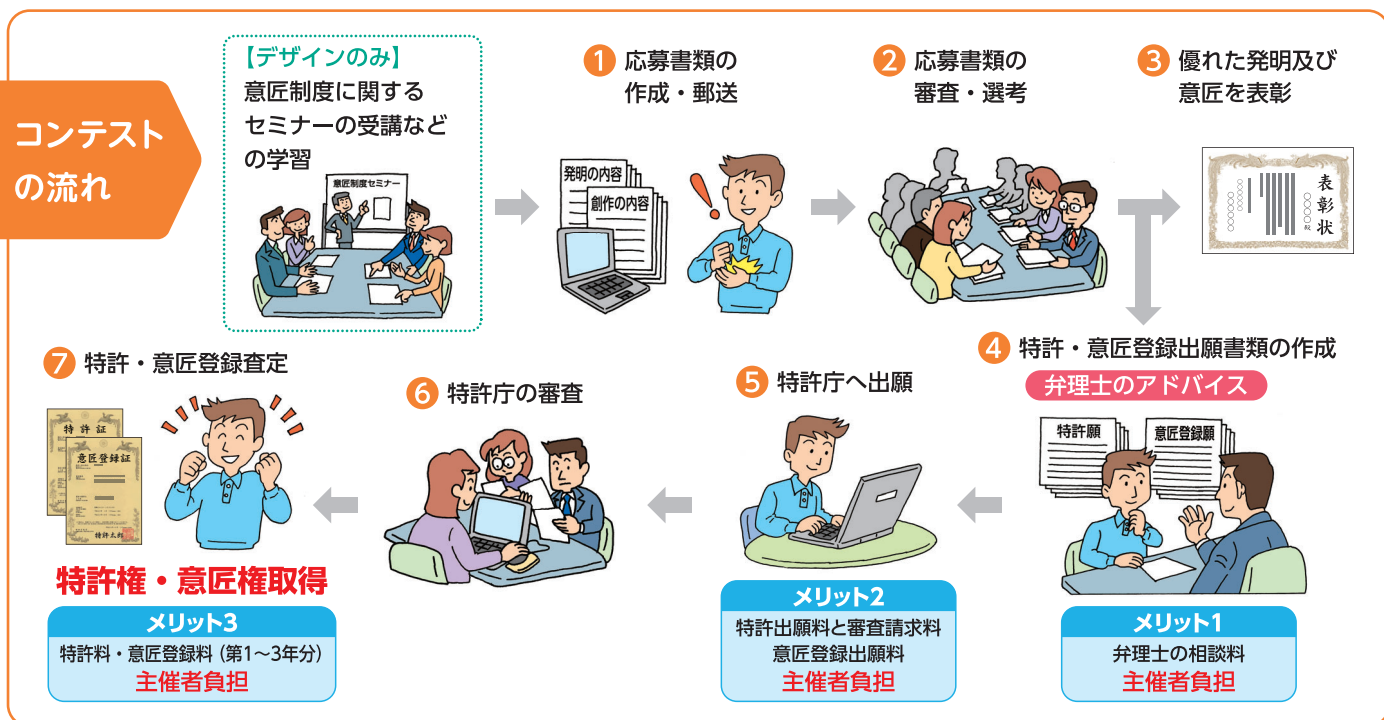 コンテスト
の流れ
【デザインのみ】
意匠制度に関する
セミナーの受講など
の学習
意匠制度セミナー
1 応募書類の
作成・郵送
発明の内容
創作の内容
2 応募書類の
審査・選考
3 優れた発明及び
意匠を表彰
表彰状
○○○○殿
4 特許・意匠登録出願書類の作成
弁理士のアドバイス
特許願
意匠登録願
メリット1
弁理士の相談料
主催者負担
5 特許庁へ出願
メリット2
特許出願料と審査請求料
意匠登録出願料
主催者負担
6 特許庁の審査
7 特許・意匠登録査定
特許証
意匠登録証
特許太郎
特許権・意匠権取得
メリット3
特許料・意匠登録料（第1～3年分）
主催者負担